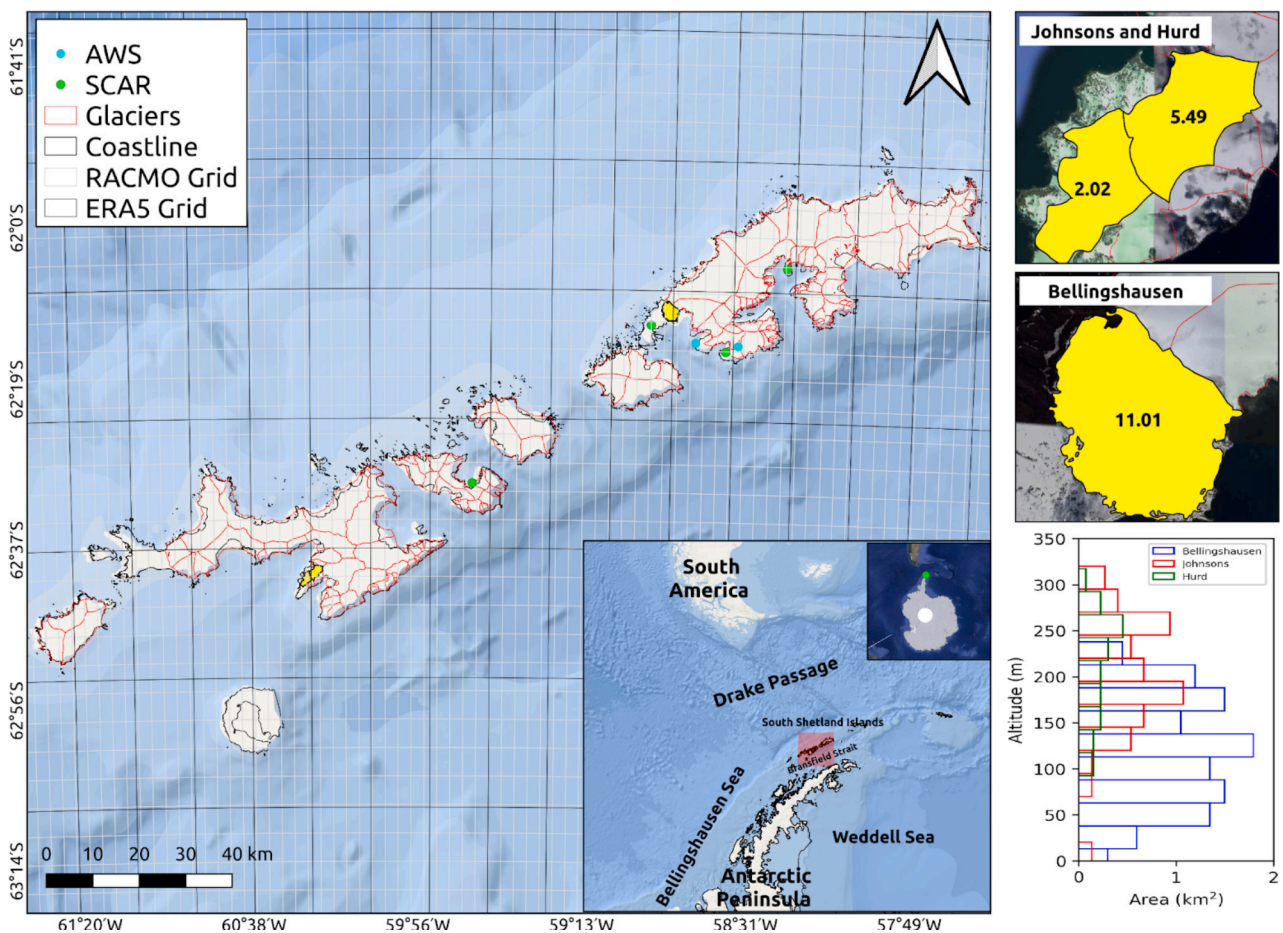 AWS
SCAR
Glaciers
Coastline
RACMO Grid
ERA5 Grid
61°41'S
62°0'S
62°19'S
62°37'S
62°56'S
63°14'S
0 10 20 30 40 km
61°20'W 60°38'W 59°56'W 59°13'W 58°31'W 57°49'W
South
America
Drake Passage
South Shetland Islands
Bransfield Strait
Bellingshausen Sea
Weddell Sea
Antarctic
Peninsula
Johnsons and Hurd
5.49
2.02
Bellingshausen
11.01
Bellingshausen
Johnsons
Hurd
350
300
250
200
150
100
50
0
Altitude (m)
0 1 2
Area (km²)